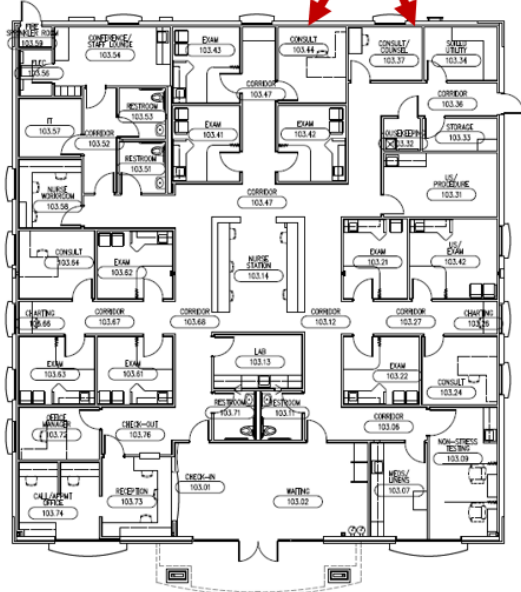 FIRE
SPRINKLER ROOM
103.59
CONFERENCE/
STAFF LOUNGE
103.54
EXAM
103.43
CONSULT
103.44
CONSULT/
COUNSEL
103.37
SOILED
UTILITY
103.34
ELEC
103.56
CORRIDOR
103.47
CORRIDOR
103.36
RESTROOM
103.53
IT
103.57
CORRIDOR
103.52
EXAM
103.41
EXAM
103.42
HOUSEKEEPING
103.32
STORAGE
103.33
RESTROOM
103.51
NURSE
WORKROOM
103.58
CORRIDOR
103.47
US/
PROCEDURE
103.31
CONSULT
103.64
EXAM
103.62
NURSE
STATION
103.14
EXAM
103.21
US/
EXAM
103.42
CHARTING
103.66
CORRIDOR
103.67
CORRIDOR
103.68
CORRIDOR
103.12
CORRIDOR
103.27
CHARTING
103.26
EXAM
103.63
EXAM
103.61
LAB
103.13
EXAM
103.22
CONSULT
103.24
RESTROOM
103.71
RESTROOM
103.11
OFFICE
MANAGER
103.72
CHECK-OUT
103.76
CORRIDOR
103.06
NON-STRESS
TESTING
103.09
CALL/APPMT
OFFICE
103.74
RECEPTION
103.73
CHECK-IN
103.01
WAITING
103.02
MEDS/
LINENS
103.07